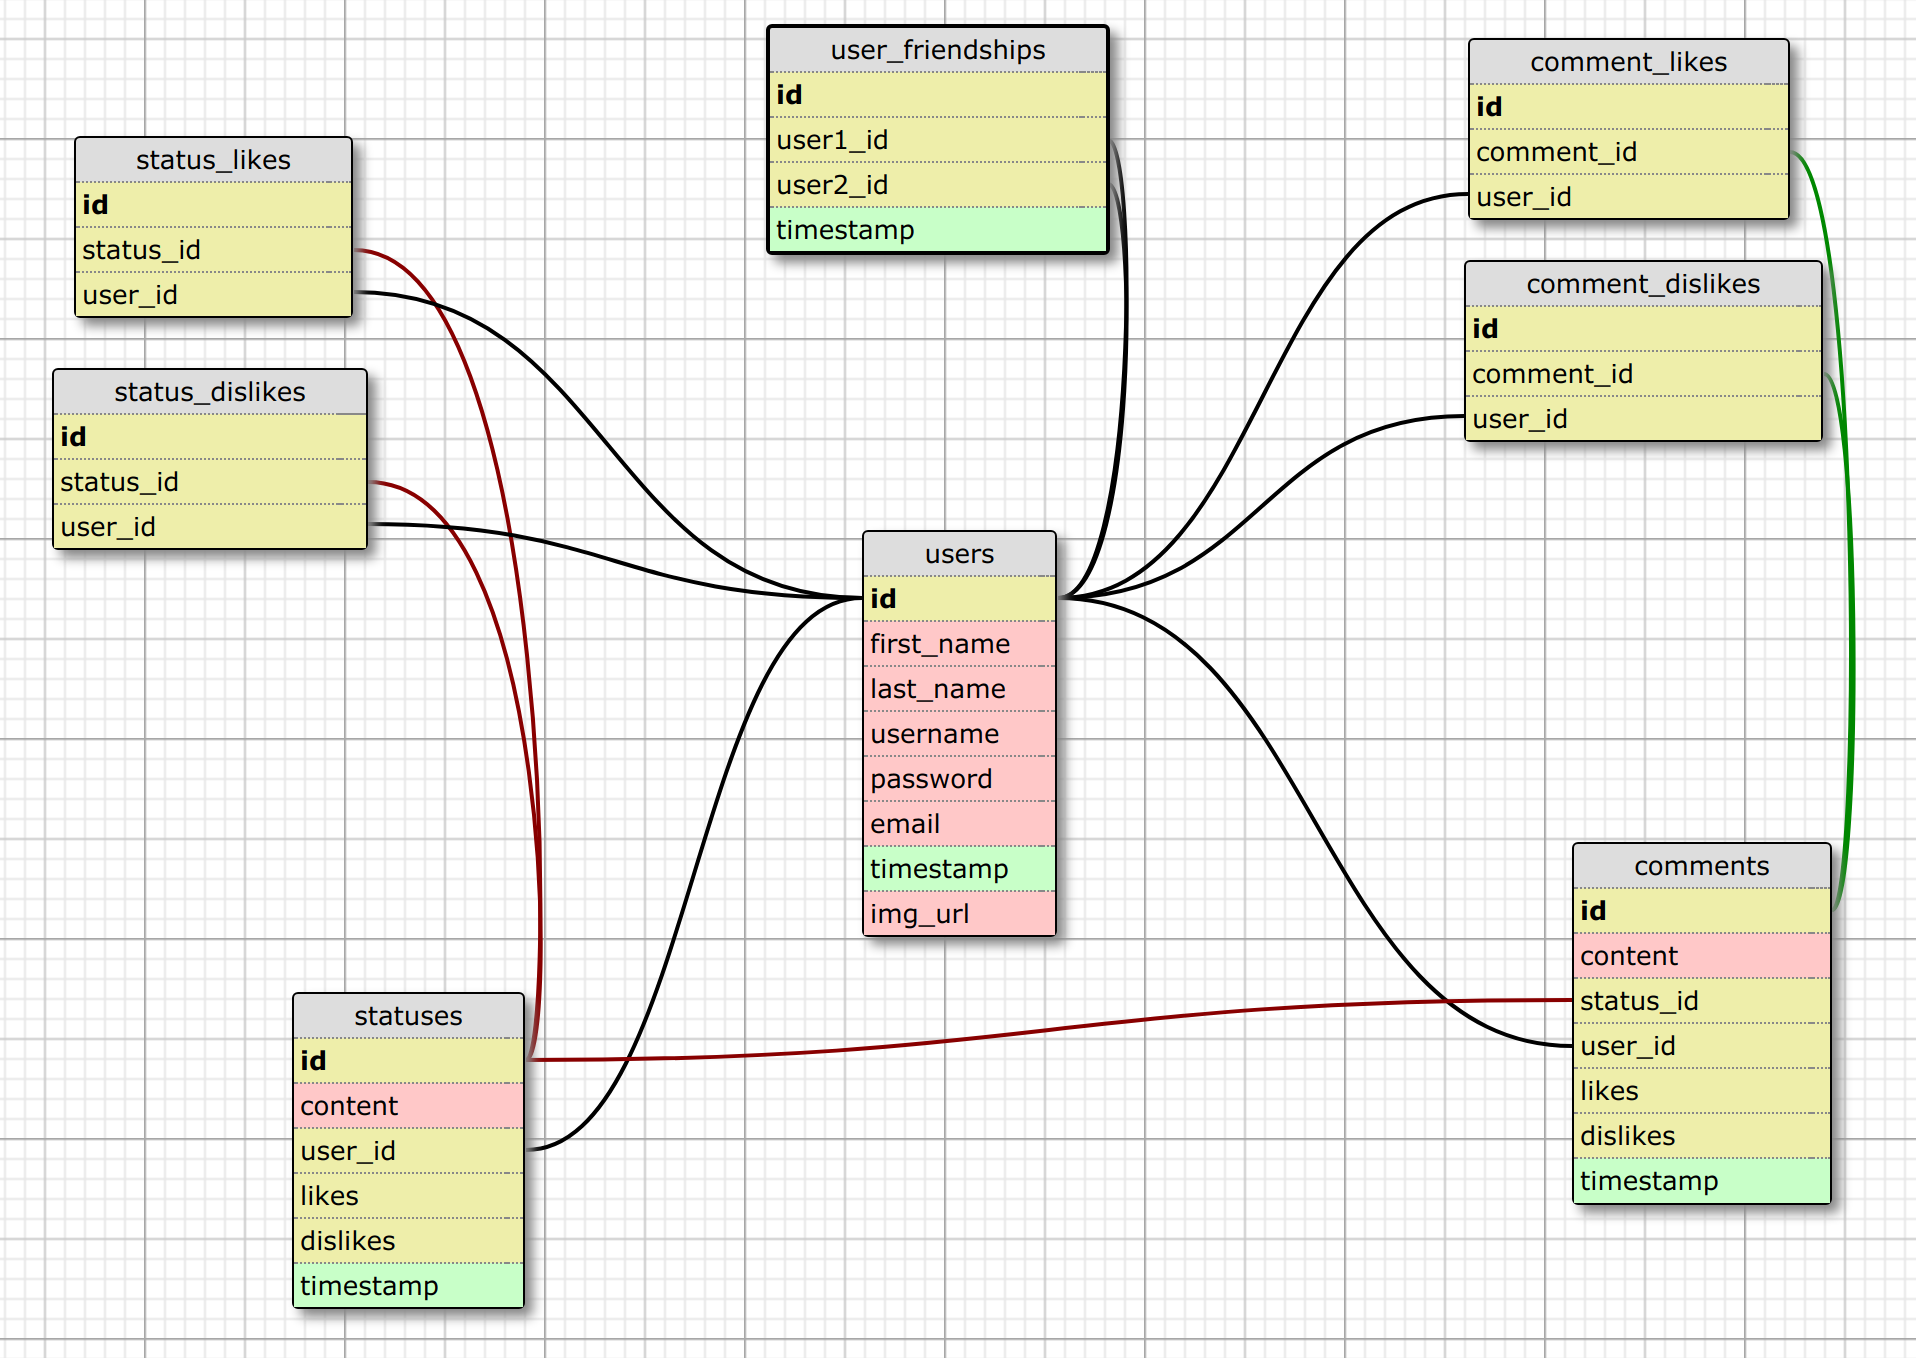 user_friendships
id
user1_id
user2_id
timestamp
comment_likes
id
comment_id
user_id
status_likes
id
status_id
user_id
comment_dislikes
id
comment_id
user_id
status_dislikes
id
status_id
user_id
users
id
first_name
last_name
username
password
email
timestamp
img_url
comments
id
content
status_id
user_id
likes
dislikes
timestamp
statuses
id
content
user_id
likes
dislikes
timestamp